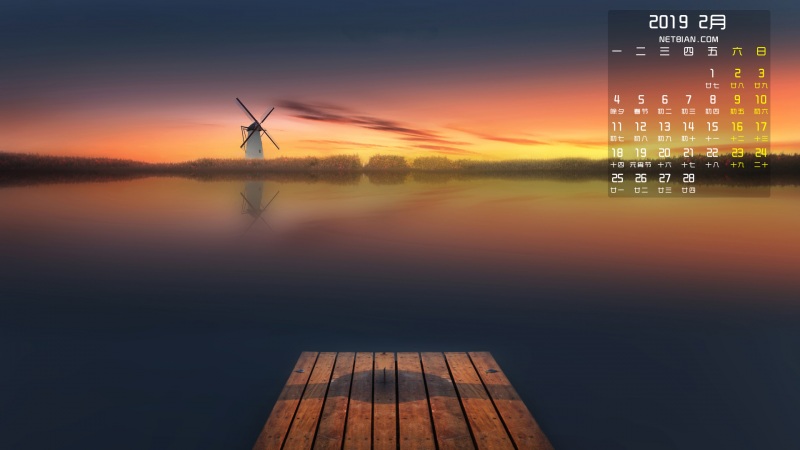 2019 2月
NETBIAN.COM
一 二 三 四 五 六 日
1 2 3
廿七 廿八 廿九
4 5 6 7 8 9 10
除夕 春节 初二 初三 初四 初五 初六
11 12 13 14 15 16 17
初七 初八 初九 初十 十一 十二 十三
18 19 20 21 22 23 24
十四 元宵节 十六 十七 十八 十九 二十
25 26 27 28
廿一 廿二 廿三 廿四